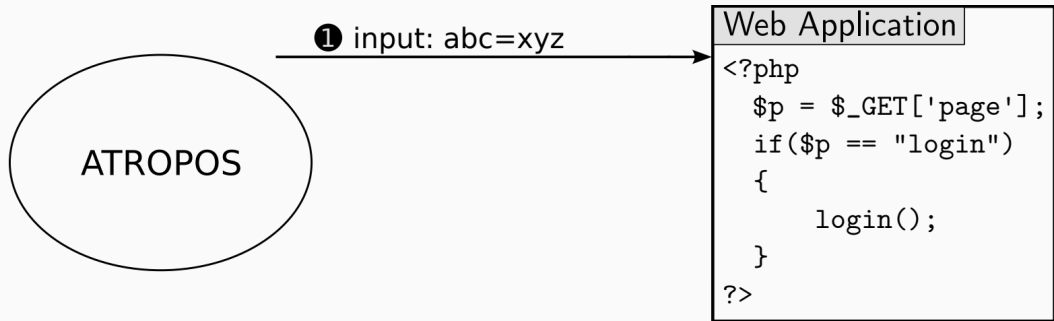 ❶ input: abc=xyz
ATROPOS
Web Application
<?php
  $p = $_GET['page'];
  if($p == "login")
  {
      login();
  }
?>